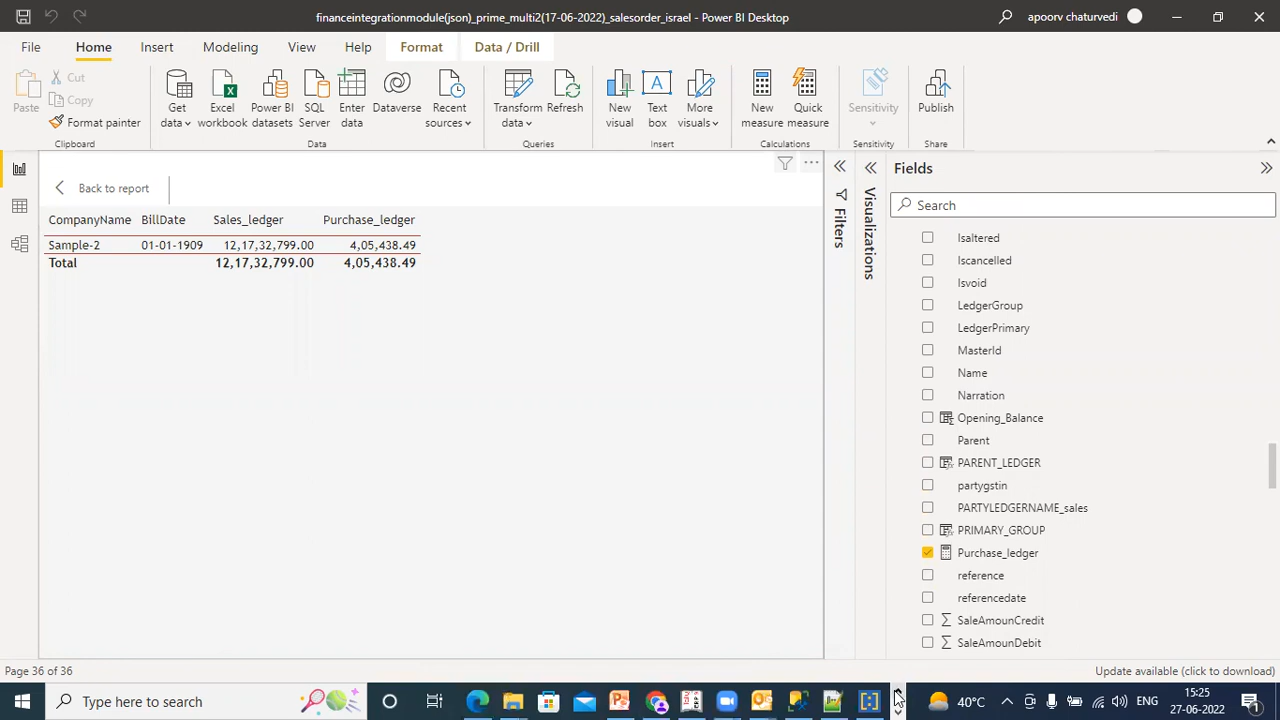 financeintegrationmodule(json)_prime_multi2(17-06-2022)_salesorder_israel - Power BI Desktop
apoorv chaturvedi
File Home Insert Modeling View Help Format Data / Drill
Paste
Cut
Copy
Format painter
Get data
Excel workbook
Power BI datasets
SQL Server
Enter data
Dataverse
Recent sources
Transform data
Refresh
New visual
Text box
More visuals
New measure
Quick measure
Sensitivity
Publish
Clipboard Data Queries Insert Calculations Sensitivity Share
Back to report
CompanyName BillDate Sales_ledger Purchase_ledger
Sample-2 01-01-1909 12,17,32,799.00 4,05,438.49
Total 12,17,32,799.00 4,05,438.49
Filters
Visualizations
Fields
Search
Isaltered
Iscancelled
Isvoid
LedgerGroup
LedgerPrimary
MasterId
Name
Narration
Opening_Balance
Parent
PARENT_LEDGER
partygstin
PARTYLEDGERNAME_sales
PRIMARY_GROUP
Purchase_ledger
reference
referencedate
SaleAmounCredit
SaleAmounDebit
Page 36 of 36
Update available (click to download)
Type here to search
40°C
ENG
15:25
27-06-2022
1